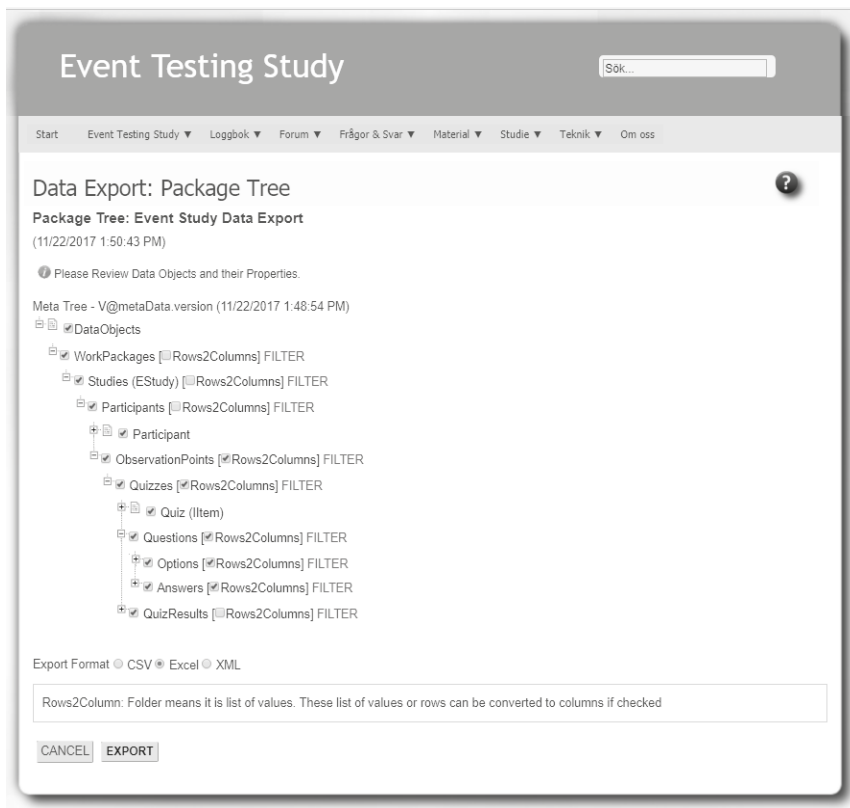 Event Testing Study
Sök...
Start Event Testing Study ▼ Loggbok ▼ Forum ▼ Frågor & Svar ▼ Material ▼ Studie ▼ Teknik ▼ Om oss
Data Export: Package Tree
?
Package Tree: Event Study Data Export
(11/22/2017 1:50:43 PM)
Please Review Data Objects and their Properties.
Meta Tree - V@metaData.version (11/22/2017 1:48:54 PM)
DataObjects
WorkPackages [Rows2Columns] FILTER
Studies (EStudy) [Rows2Columns] FILTER
Participants [Rows2Columns] FILTER
Participant
ObservationPoints [Rows2Columns] FILTER
Quizzes [Rows2Columns] FILTER
Quiz (IItem)
Questions [Rows2Columns] FILTER
Options [Rows2Columns] FILTER
Answers [Rows2Columns] FILTER
QuizResults [Rows2Columns] FILTER
Export Format CSV Excel XML
Rows2Column: Folder means it is list of values. These list of values or rows can be converted to columns if checked
CANCEL EXPORT